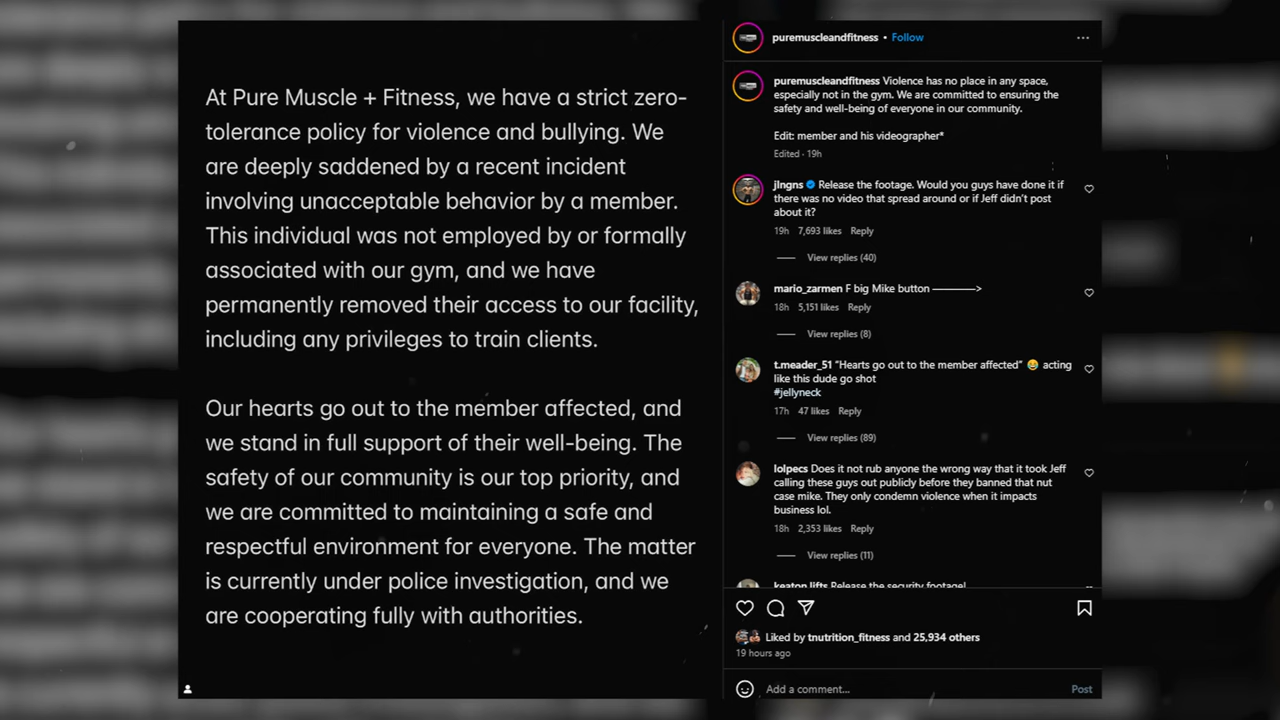 At Pure Muscle + Fitness, we have a strict zero-
tolerance policy for violence and bullying. We
are deeply saddened by a recent incident
involving unacceptable behavior by a member.
This individual was not employed by or formally
associated with our gym, and we have
permanently removed their access to our facility,
including any privileges to train clients.
Our hearts go out to the member affected, and
we stand in full support of their well-being. The
safety of our community is our top priority, and
we are committed to maintaining a safe and
respectful environment for everyone. The matter
is currently under police investigation, and we
are cooperating fully with authorities.
puremuscleandfitness • Follow
puremuscleandfitness Violence has no place in any space,
especially not in the gym. We are committed to ensuring the
safety and well-being of everyone in our community.
Edit: member and his videographer*
Edited · 19h
jlngns Release the footage. Would you guys have done it if
there was no video that spread around or if Jeff didn't post
about it?
19h 7,693 likes Reply
View replies (40)
mario_zarmen F big Mike button ————>
18h 5,151 likes Reply
View replies (8)
t.meader_51 "Hearts go out to the member affected" 😂 acting
like this dude go shot
#jellyneck
17h 47 likes Reply
View replies (89)
lolpecs Does it not rub anyone the wrong way that it took Jeff
calling these guys out publicly before they banned that nut
case mike. They only condemn violence when it impacts
business lol.
18h 2,353 likes Reply
View replies (11)
keaton.lifts Release the security footage!
Liked by tnutrition_fitness and 25,934 others
19 hours ago
Add a comment...
Post